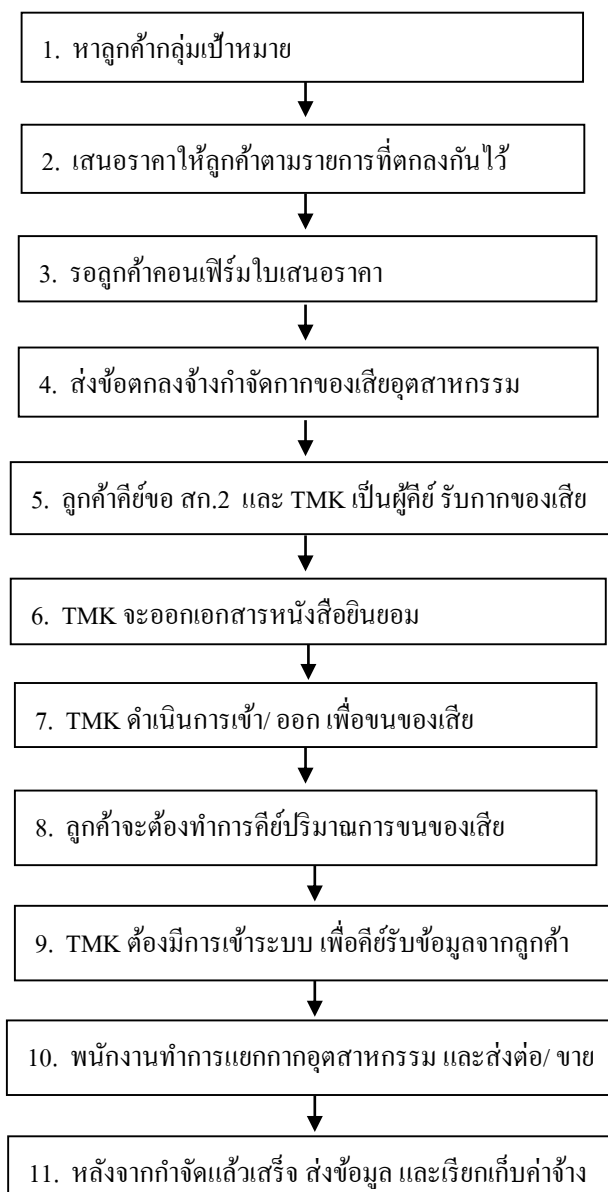 1. หาลูกค้ากลุ่มเป้าหมาย
2. เสนอราคาให้ลูกค้าตามรายการที่ตกลงกันไว้
3. รอลูกค้าคอนเฟิร์มใบเสนอราคา
4. ส่งข้อตกลงจ้างกำจัดกากของเสียอุตสาหกรรม
5. ลูกค้าคีย์ขอ สก.2 และ TMK เป็นผู้คีย์ รับกากของเสีย
6. TMK จะออกเอกสารหนังสือยินยอม
7. TMK ดำเนินการเข้า/ ออก เพื่อขนของเสีย
8. ลูกค้าจะต้องทำการคีย์ปริมาณการขนของเสีย
9. TMK ต้องมีการเข้าระบบ เพื่อคีย์รับข้อมูลจากลูกค้า
10. พนักงานทำการแยกกากอุตสาหกรรม และส่งต่อ/ ขาย
11. หลังจากกำจัดแล้วเสร็จ ส่งข้อมูล และเรียกเก็บค่าจ้าง